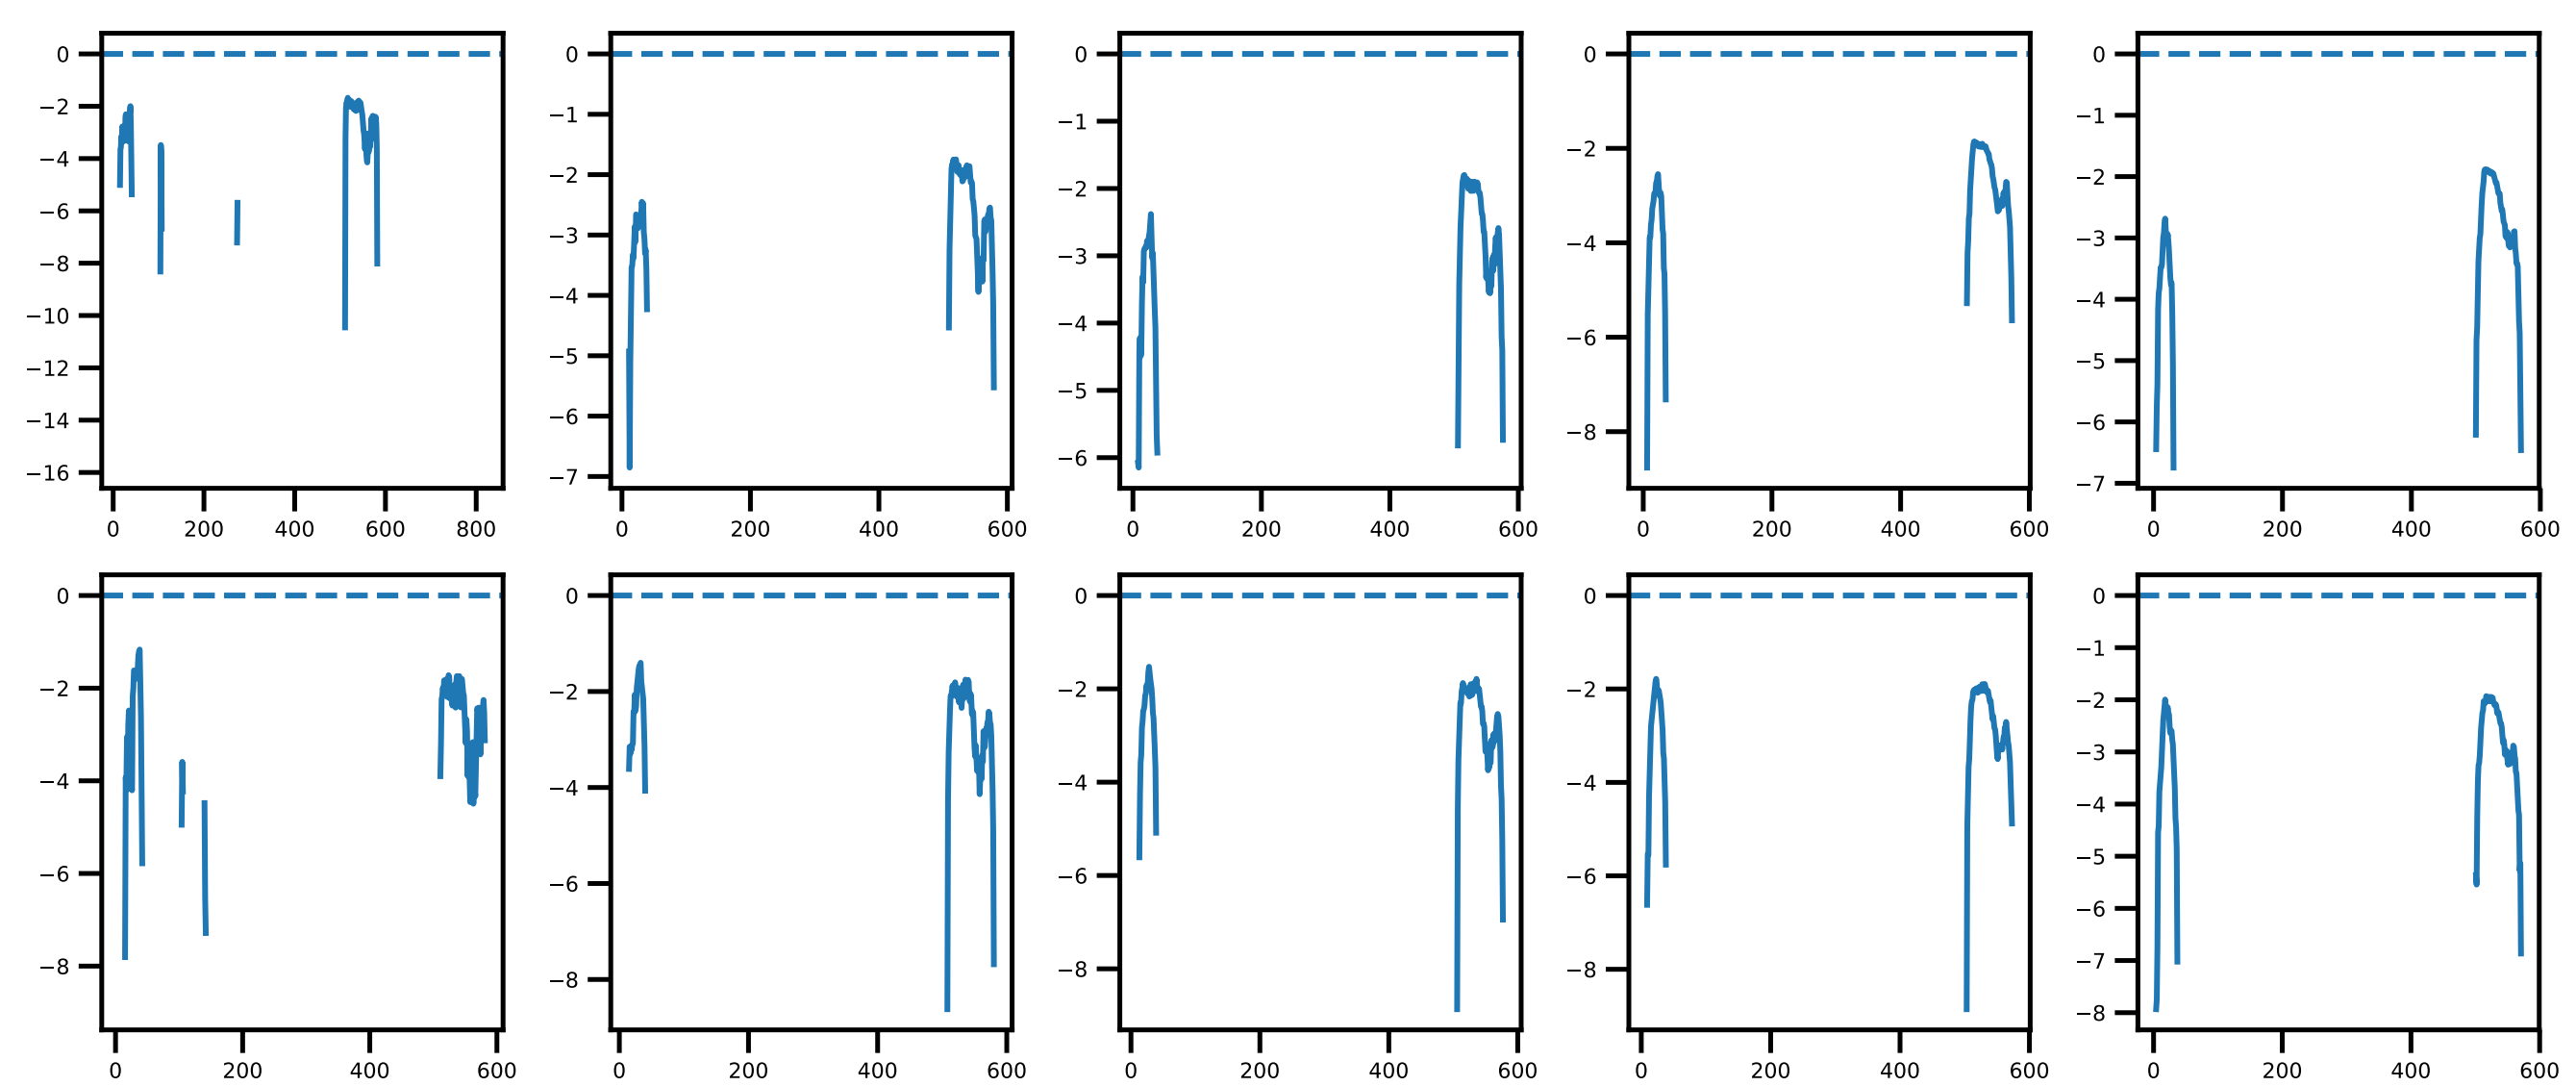 0 0 0 0 0
−2 −1 −1 −2 −1
−4 −2 −2 −4 −2
−6 −3 −3 −6 −3
−8 −4 −4 −8 −4
−10 −5 −5 −5
−12 −6 −6 −6
−14 −7 −7
−16
0 200 400 600 800 0 200 400 600 0 200 400 600 0 200 400 600 0 200 400 600
0 0 0 0 0
−2 −2 −2 −2 −1
−4 −4 −4 −4 −2
−6 −6 −6 −6 −3
−8 −8 −8 −8 −4
−5
−6
−7
−8
0 200 400 600 0 200 400 600 0 200 400 600 0 200 400 600 0 200 400 600